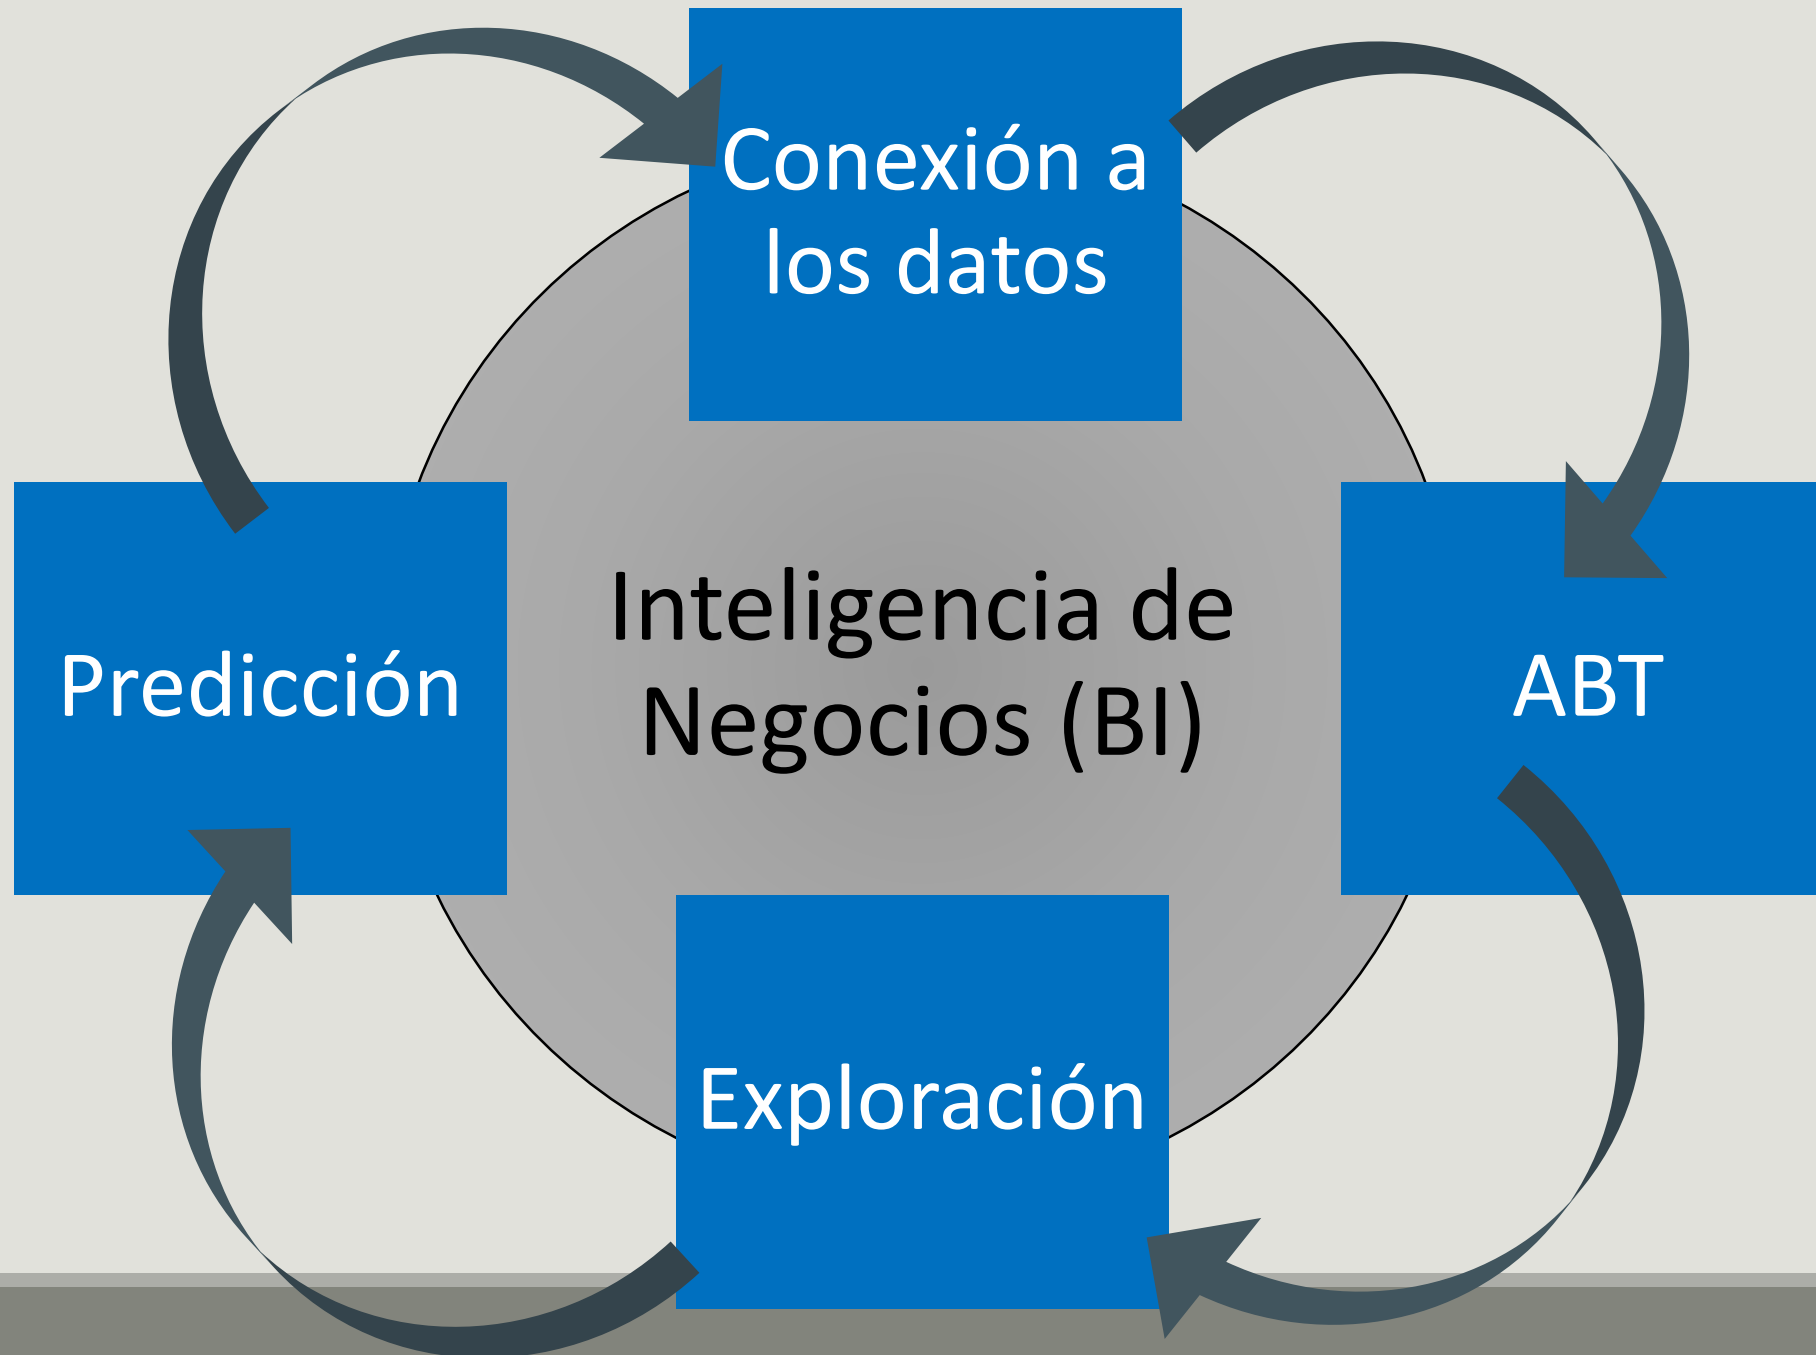 Conexión a
los datos
Predicción
Inteligencia de
Negocios (BI)
ABT
Exploración